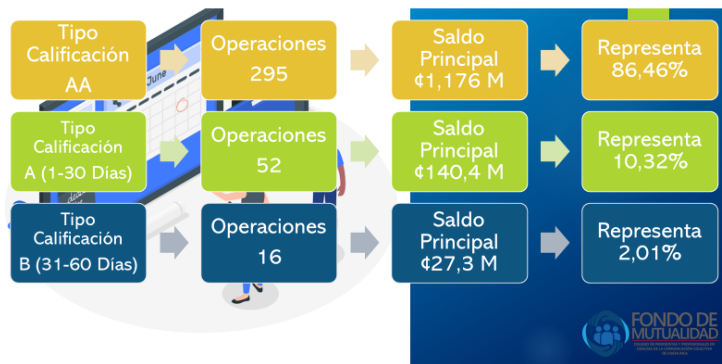 Tipo
Calificación
AA
Operaciones
295
Saldo
Principal
¢1,176 M
Representa
86,46%
Tipo
Calificación
A (1-30 Días)
Operaciones
52
Saldo
Principal
¢140,4 M
Representa
10,32%
Tipo
Calificación
B (31-60 Días)
Operaciones
16
Saldo
Principal
¢27,3 M
Representa
2,01%
June
FONDO DE
MUTUALIDAD